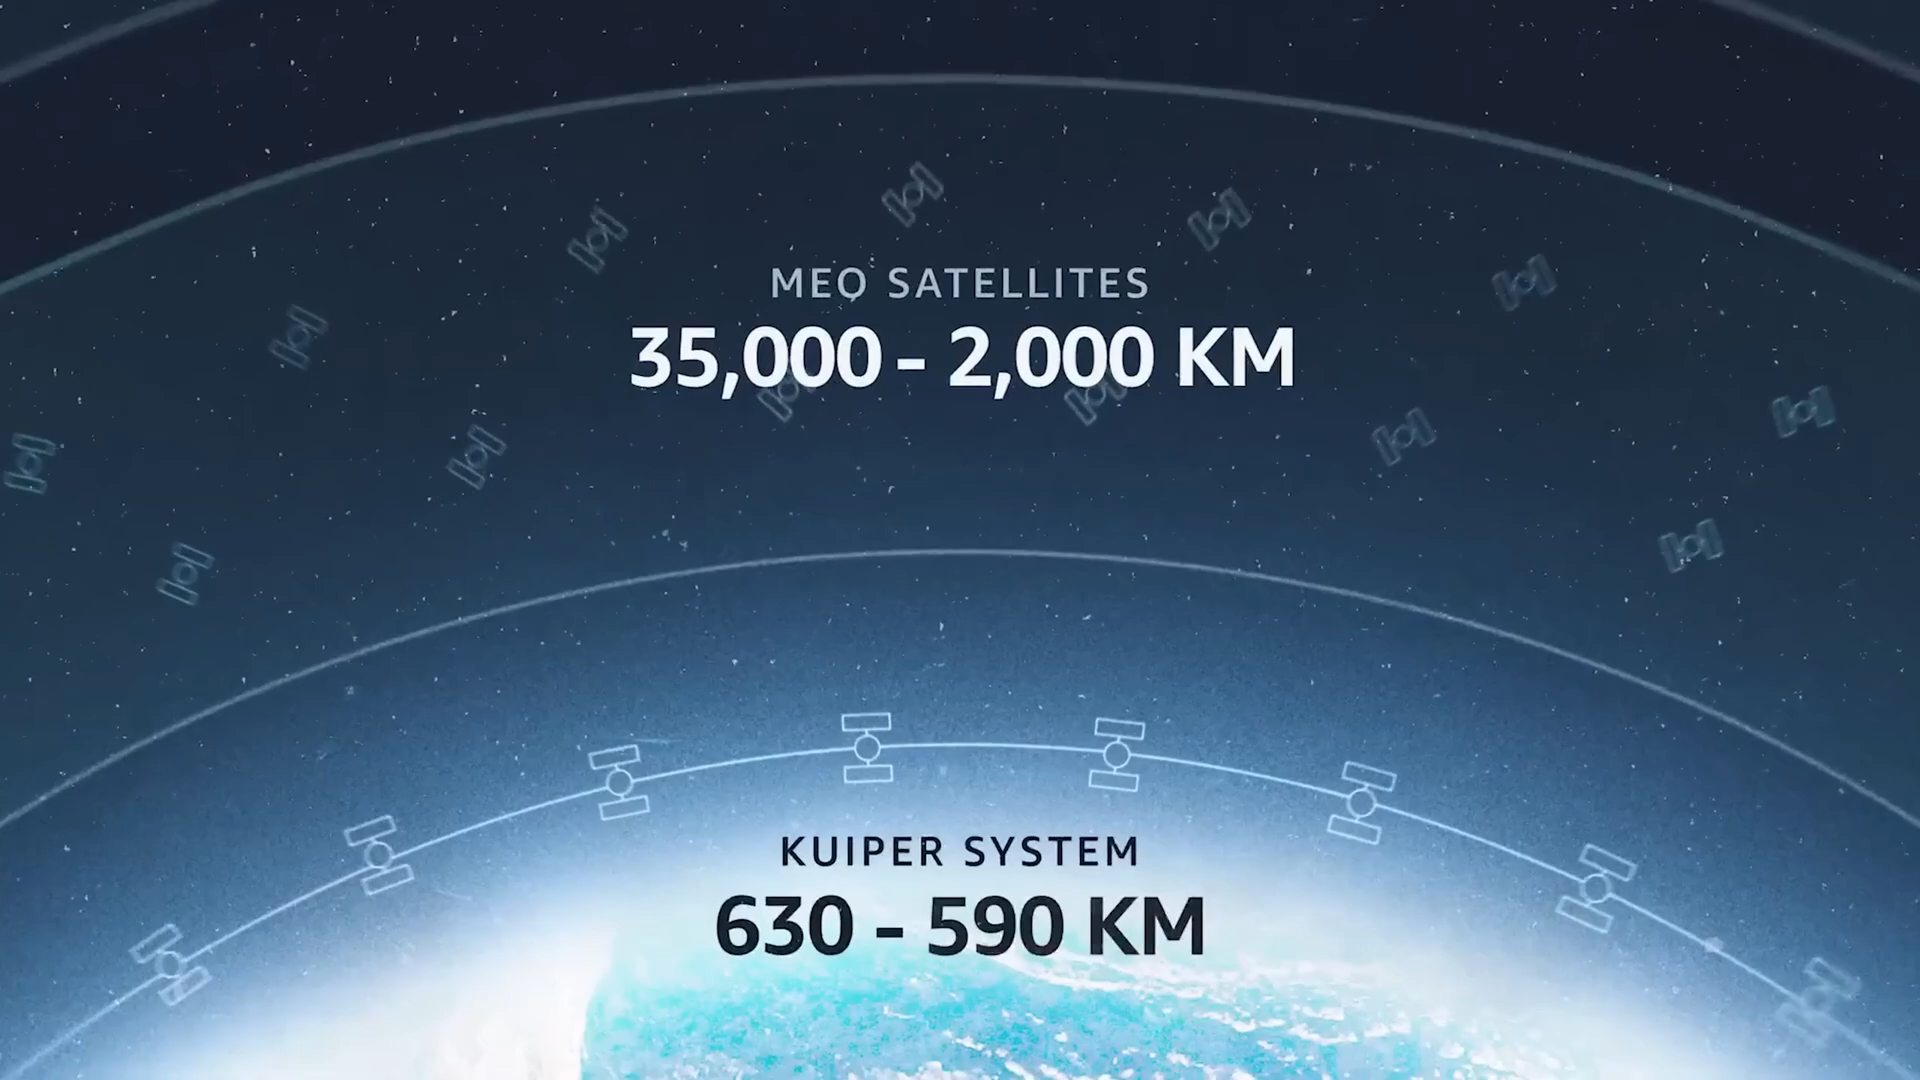 MEO SATELLITES
35,000 - 2,000 KM
KUIPER SYSTEM
630 - 590 KM